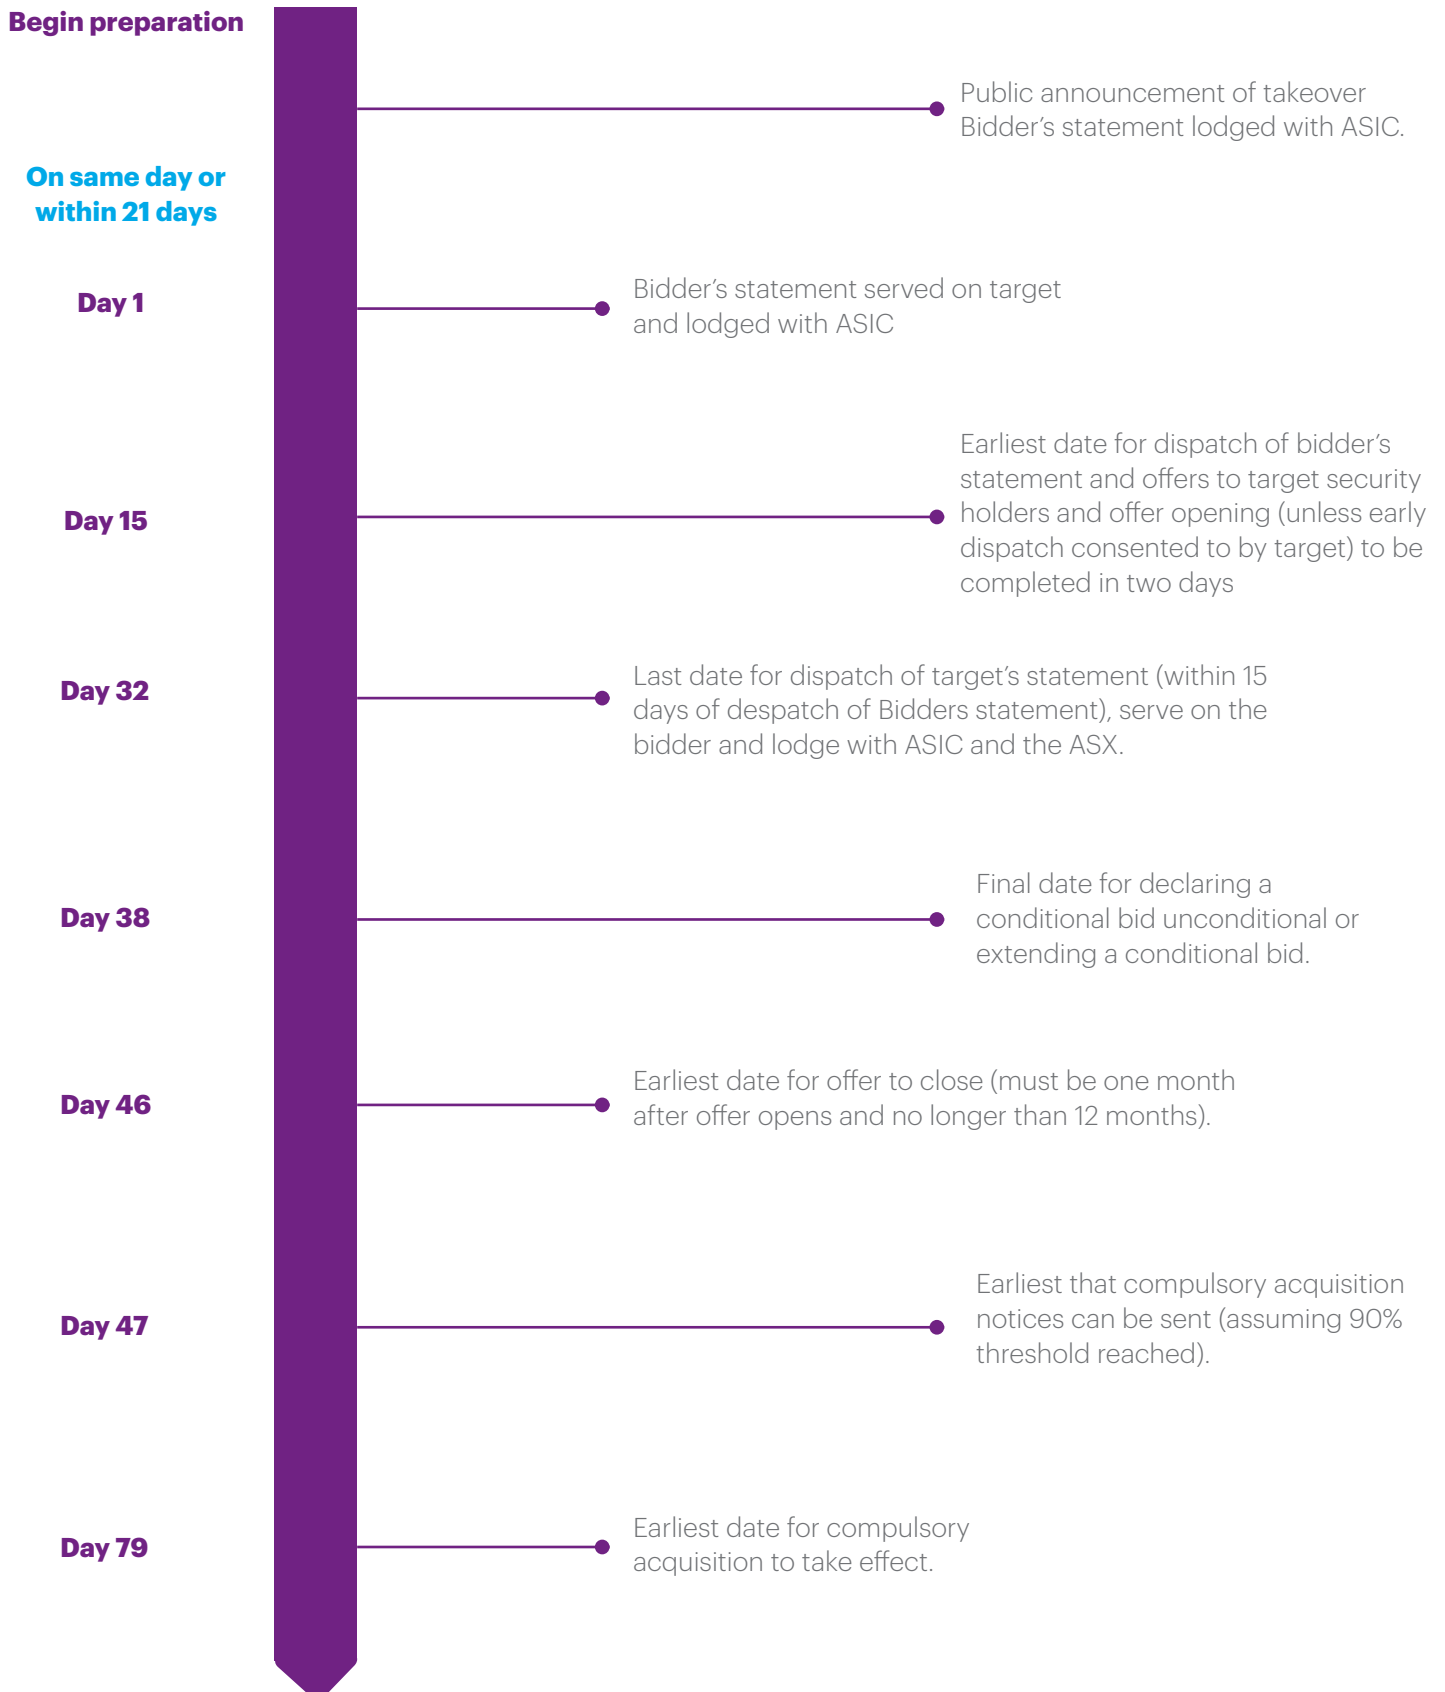 Begin preparation
Public announcement of takeover
Bidder’s statement lodged with ASIC.
On same day or
within 21 days
Day 1
Bidder’s statement served on target
and lodged with ASIC
Day 15
Earliest date for dispatch of bidder’s
statement and offers to target security
holders and offer opening (unless early
dispatch consented to by target) to be
completed in two days
Day 32
Last date for dispatch of target’s statement (within 15
days of despatch of Bidders statement), serve on the
bidder and lodge with ASIC and the ASX.
Day 38
Final date for declaring a
conditional bid unconditional or
extending a conditional bid.
Day 46
Earliest date for offer to close (must be one month
after offer opens and no longer than 12 months).
Day 47
Earliest that compulsory acquisition
notices can be sent (assuming 90%
threshold reached).
Day 79
Earliest date for compulsory
acquisition to take effect.